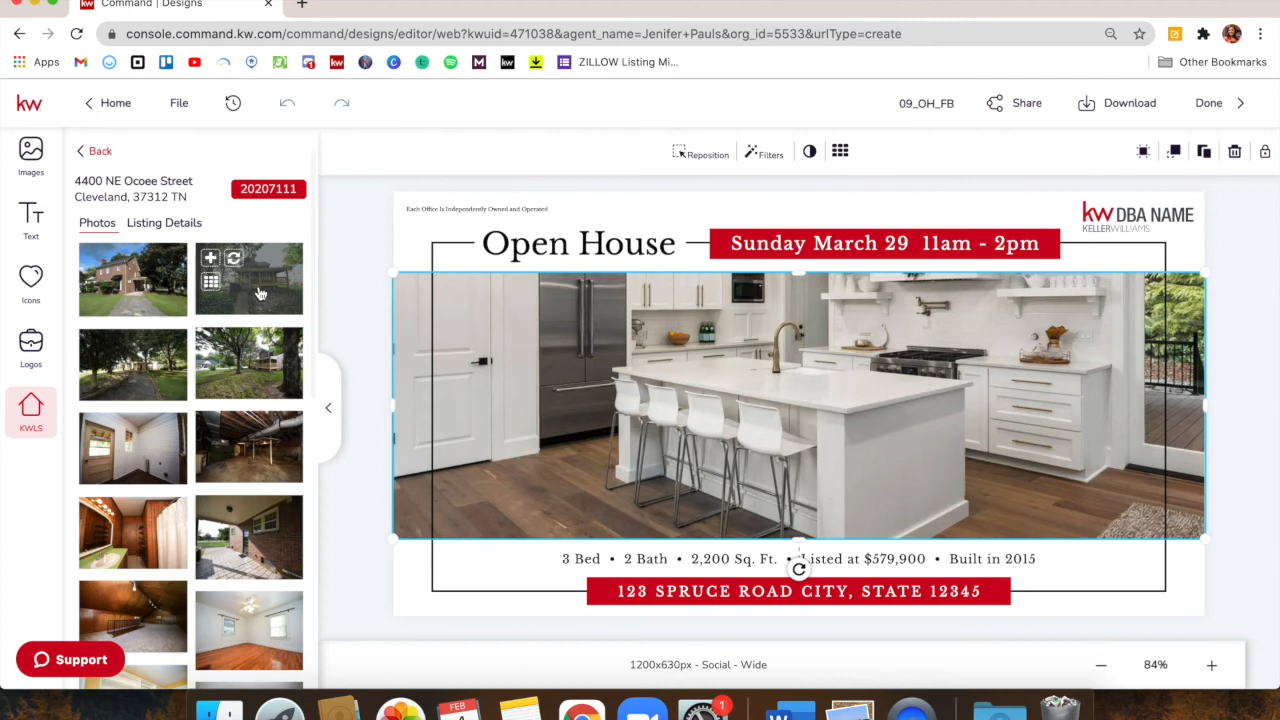 kw Command | Designs × +
console.command.kw.com/command/designs/editor/web?kwuid=471038&agent_name=Jenifer+Pauls&org_id=5533&urlType=create
Apps kw kw ZILLOW Listing Mi... Other Bookmarks
kw Home File 09_OH_FB Share Download Done
Images
Text
Icons
Logos
KWLS
Back
4400 NE Ocoee Street
Cleveland, 37312 TN
20207111
Photos Listing Details
Support
Reposition Filters
Each Office Is Independently Owned and Operated
kw DBA NAME
KELLERWILLIAMS.
Open House
Sunday March 29 11am - 2pm
3 Bed • 2 Bath • 2,200 Sq. Ft. • Listed at $579,900 • Built in 2015
123 SPRUCE ROAD CITY, STATE 12345
1200x630px - Social - Wide
84%
FEB
1